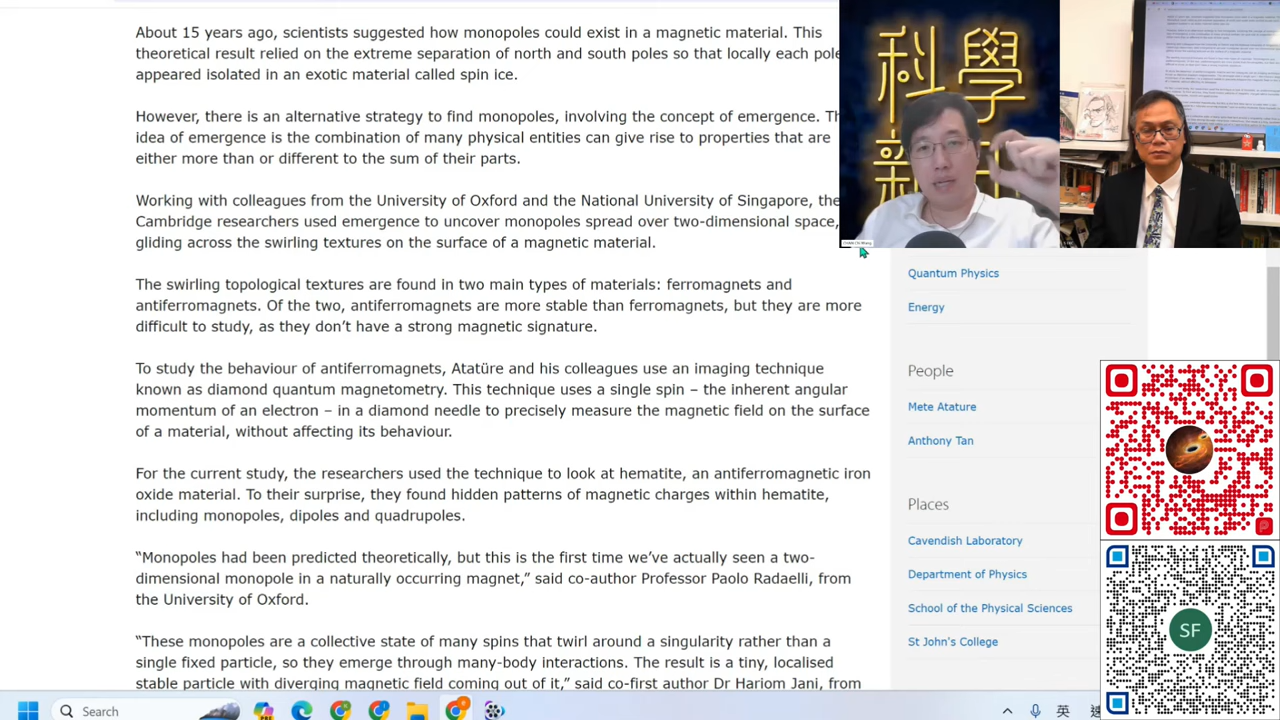 About 15 years ago, scientists suggested how monopoles could exist in a magnetic material. This
theoretical result relied on the extreme separation of north and south poles so that locally each pole
appeared isolated in an exotic material called spin ice.
However, there is an alternative strategy to find monopoles, involving the concept of emergence. Th
idea of emergence is the combination of many physical entities can give rise to properties that are
either more than or different to the sum of their parts.
Working with colleagues from the University of Oxford and the National University of Singapore, the
Cambridge researchers used emergence to uncover monopoles spread over two-dimensional space,
gliding across the swirling textures on the surface of a magnetic material.
The swirling topological textures are found in two main types of materials: ferromagnets and
antiferromagnets. Of the two, antiferromagnets are more stable than ferromagnets, but they are more
difficult to study, as they don’t have a strong magnetic signature.
To study the behaviour of antiferromagnets, Atatüre and his colleagues use an imaging technique
known as diamond quantum magnetometry. This technique uses a single spin – the inherent angular
momentum of an electron – in a diamond needle to precisely measure the magnetic field on the surface
of a material, without affecting its behaviour.
For the current study, the researchers used the technique to look at hematite, an antiferromagnetic iron
oxide material. To their surprise, they found hidden patterns of magnetic charges within hematite,
including monopoles, dipoles and quadrupoles.
“Monopoles had been predicted theoretically, but this is the first time we’ve actually seen a two-
dimensional monopole in a naturally occurring magnet,” said co-author Professor Paolo Radaelli, from
the University of Oxford.
“These monopoles are a collective state of many spins that twirl around a singularity rather than a
single fixed particle, so they emerge through many-body interactions. The result is a tiny, localised
stable particle with diverging magnetic field coming out of it,” said co-first author Dr Hariom Jani, from
科學
新
Quantum Physics
Energy
People
Mete Atature
Anthony Tan
Places
Cavendish Laboratory
Department of Physics
School of the Physical Sciences
St John's College
SF
Search
英